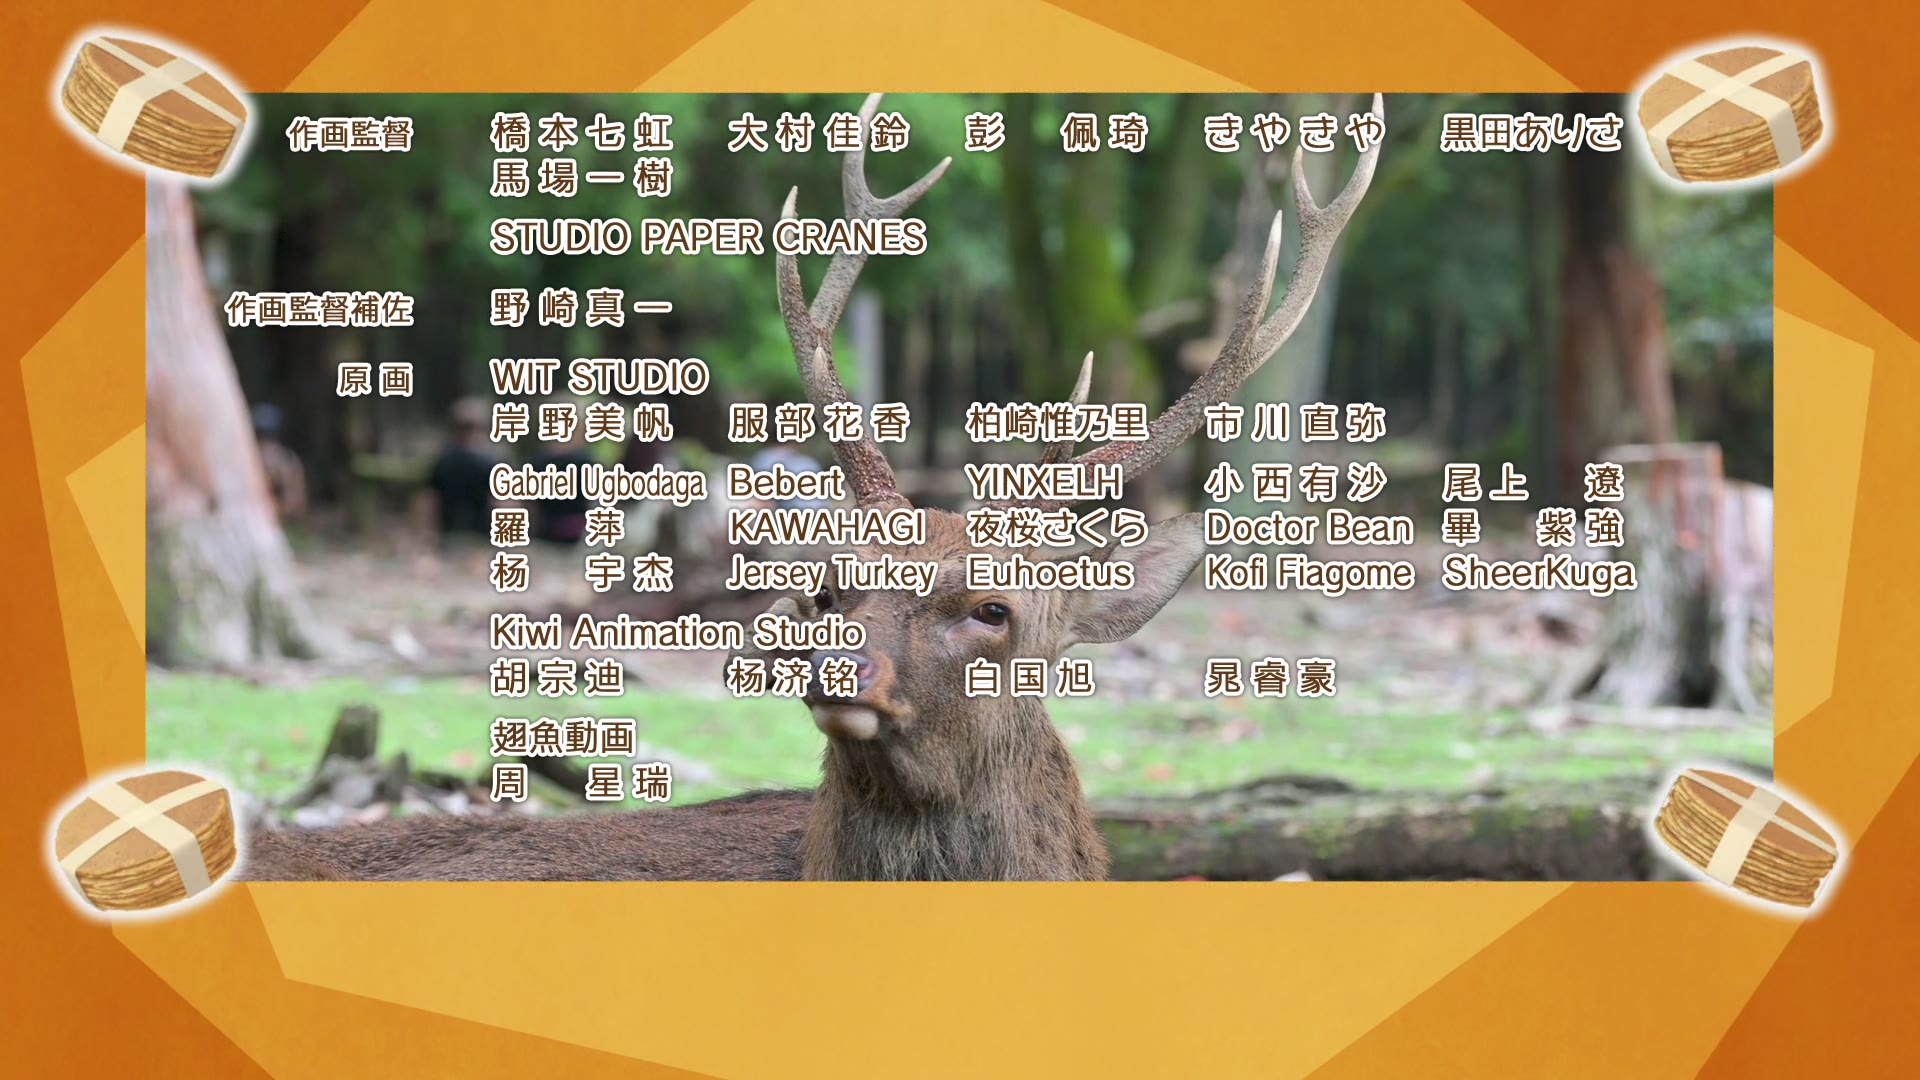 作画監督 橋本七虹 大村佳鈴 彭佩琦 きやきや 黒田ありさ
馬場一樹
STUDIO PAPER CRANES
作画監督補佐 野崎真一
原画 WIT STUDIO
岸野美帆 服部花香 柏崎惟乃里 市川直弥
Gabriel Ugbodaga Bebert YINXELH 小西有沙 尾上遼
羅萍 KAWAHAGI 夜桜さくら Doctor Bean 畢紫強
杨宇杰 Jersey Turkey Euhoetus Kofi Fiagome SheerKuga
Kiwi Animation Studio
胡宗迪 杨济铭 白国旭 晁睿豪
翅魚動画
周星瑞